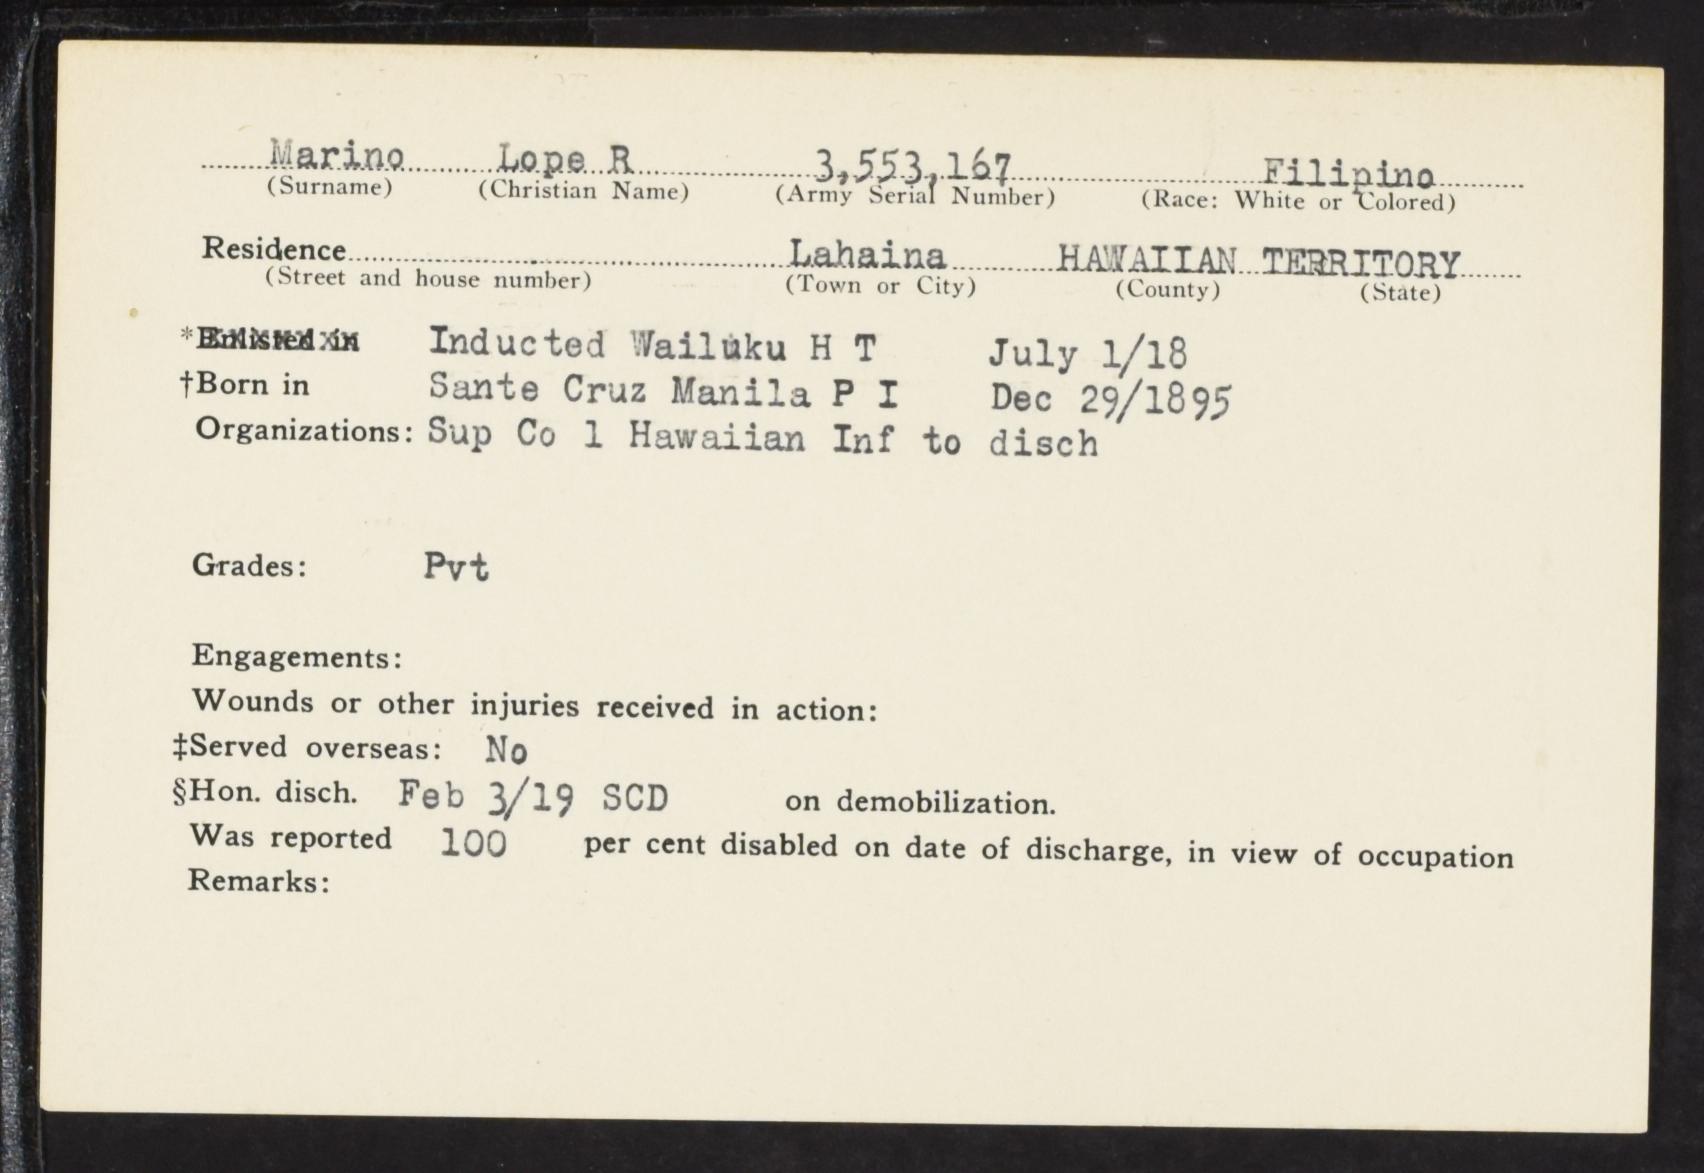 Marino Lope R 3,553,167 Filipino
(Surname) (Christian Name) (Army Serial Number) (Race: White or Colored)
Residence Lahaina HAWAIIAN TERRITORY
(Street and house number) (Town or City) (County) (State)
*Enlisted in Inducted Wailuku H T July 1/18
†Born in Sante Cruz Manila P I Dec 29/1895
Organizations: Sup Co 1 Hawaiian Inf to disch
Grades: Pvt
Engagements:
Wounds or other injuries received in action:
‡Served overseas: No
§Hon. disch. Feb 3/19 SCD on demobilization.
Was reported 100 per cent disabled on date of discharge, in view of occupation
Remarks: